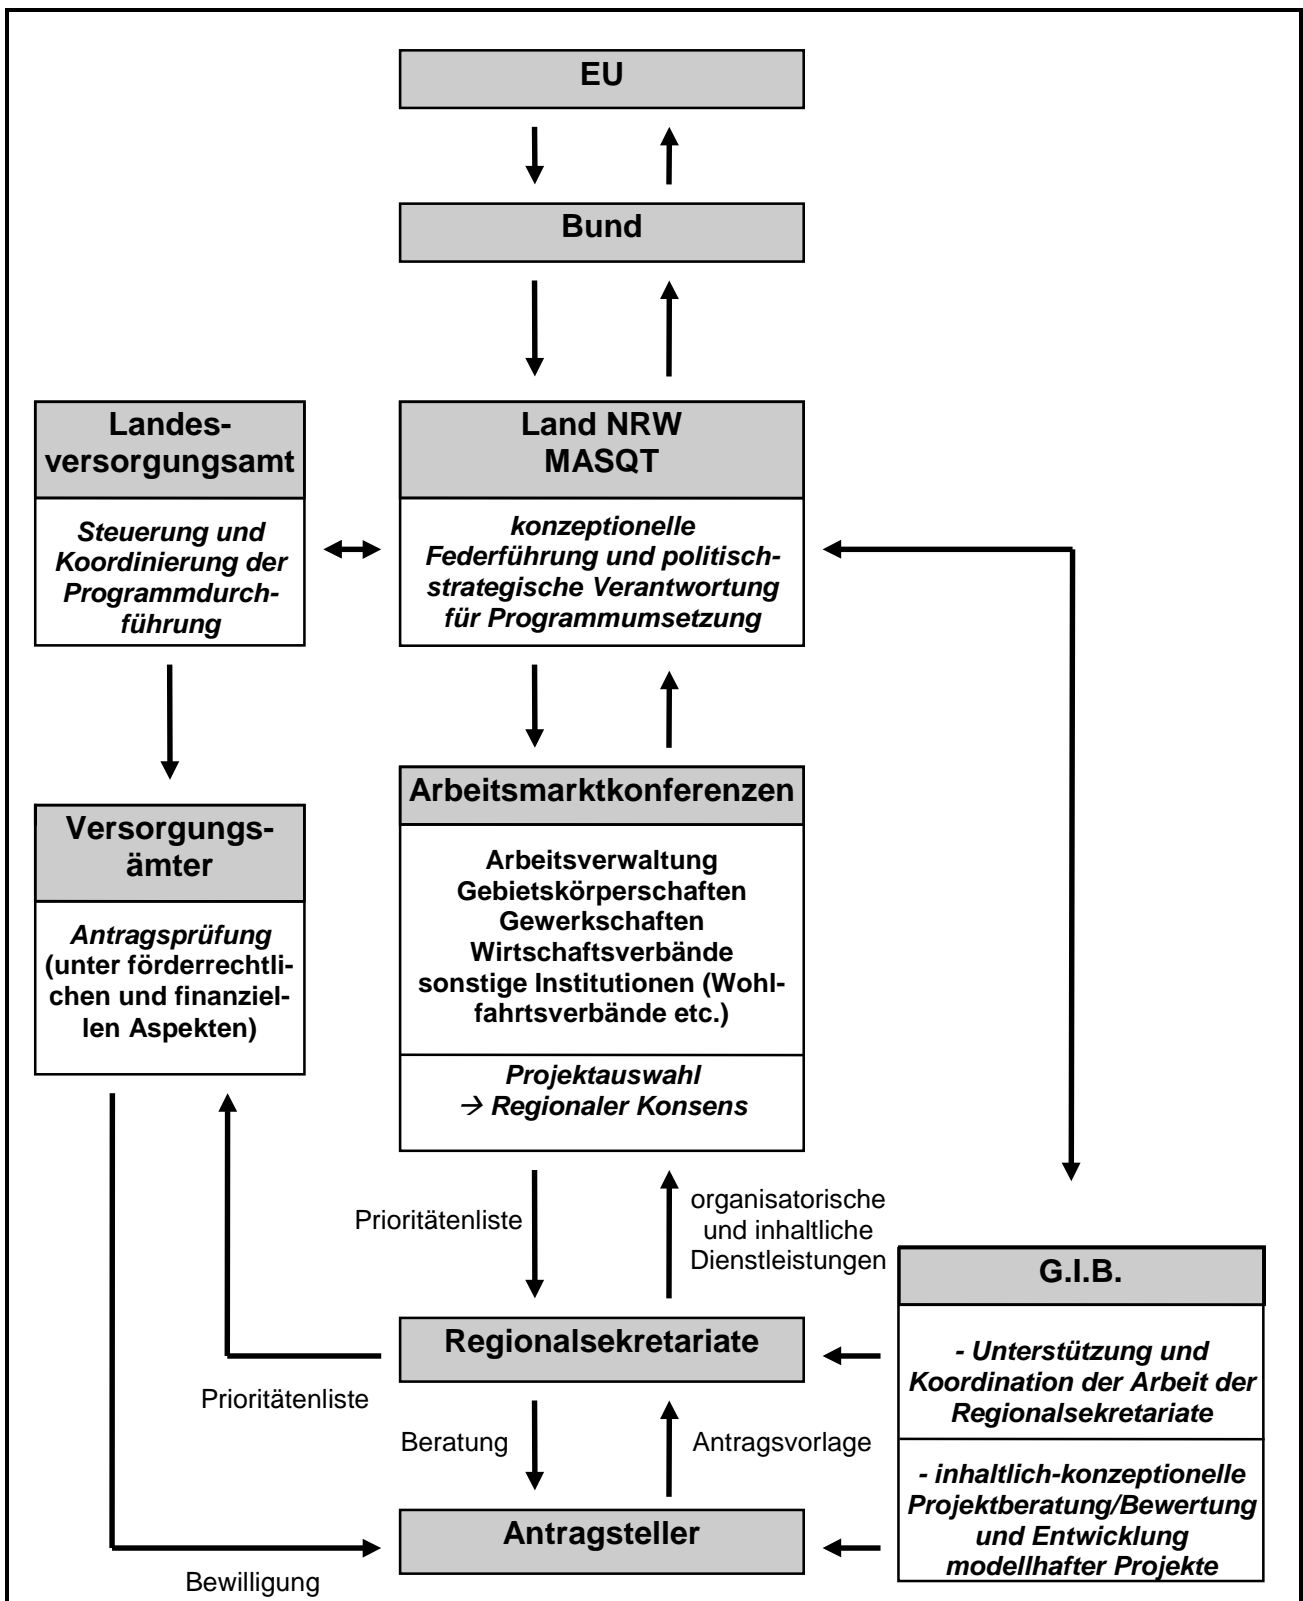 EU
Bund
Landes-
versorgungsamt
Steuerung und
Koordinierung der
Programmdurch-
führung
Land NRW
MASQT
konzeptionelle
Federführung und politisch-
strategische Verantwortung
für Programmumsetzung
Versorgungs-
ämter
Antragsprüfung
(unter förderrechtli-
chen und finanziel-
len Aspekten)
Arbeitsmarktkonferenzen
Arbeitsverwaltung
Gebietskörperschaften
Gewerkschaften
Wirtschaftsverbände
sonstige Institutionen (Wohl-
fahrtsverbände etc.)
Projektauswahl
→ Regionaler Konsens
Prioritätenliste
organisatorische
und inhaltliche
Dienstleistungen
G.I.B.
- Unterstützung und
Koordination der Arbeit der
Regionalsekretariate
- inhaltlich-konzeptionelle
Projektberatung/Bewertung
und Entwicklung
modellhafter Projekte
Regionalsekretariate
Prioritätenliste
Beratung
Antragsvorlage
Antragsteller
Bewilligung